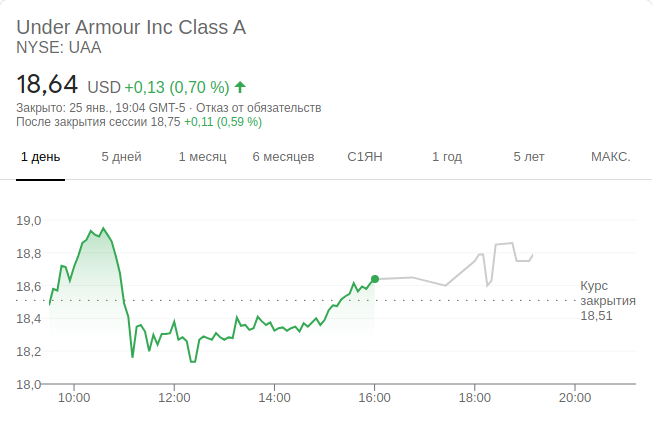 Under Armour Inc Class A
NYSE: UAA
18,64 USD +0,13 (0,70 %)
Закрыто: 25 янв., 19:04 GMT-5 · Отказ от обязательств
После закрытия сессии 18,75 +0,11 (0,59 %)
1 день 5 дней 1 месяц 6 месяцев С1ЯН 1 год 5 лет МАКС.
19,0
18,8
18,6
18,4
18,2
18,0
Курс
закрытия
18,51
10:00 12:00 14:00 16:00 18:00 20:00